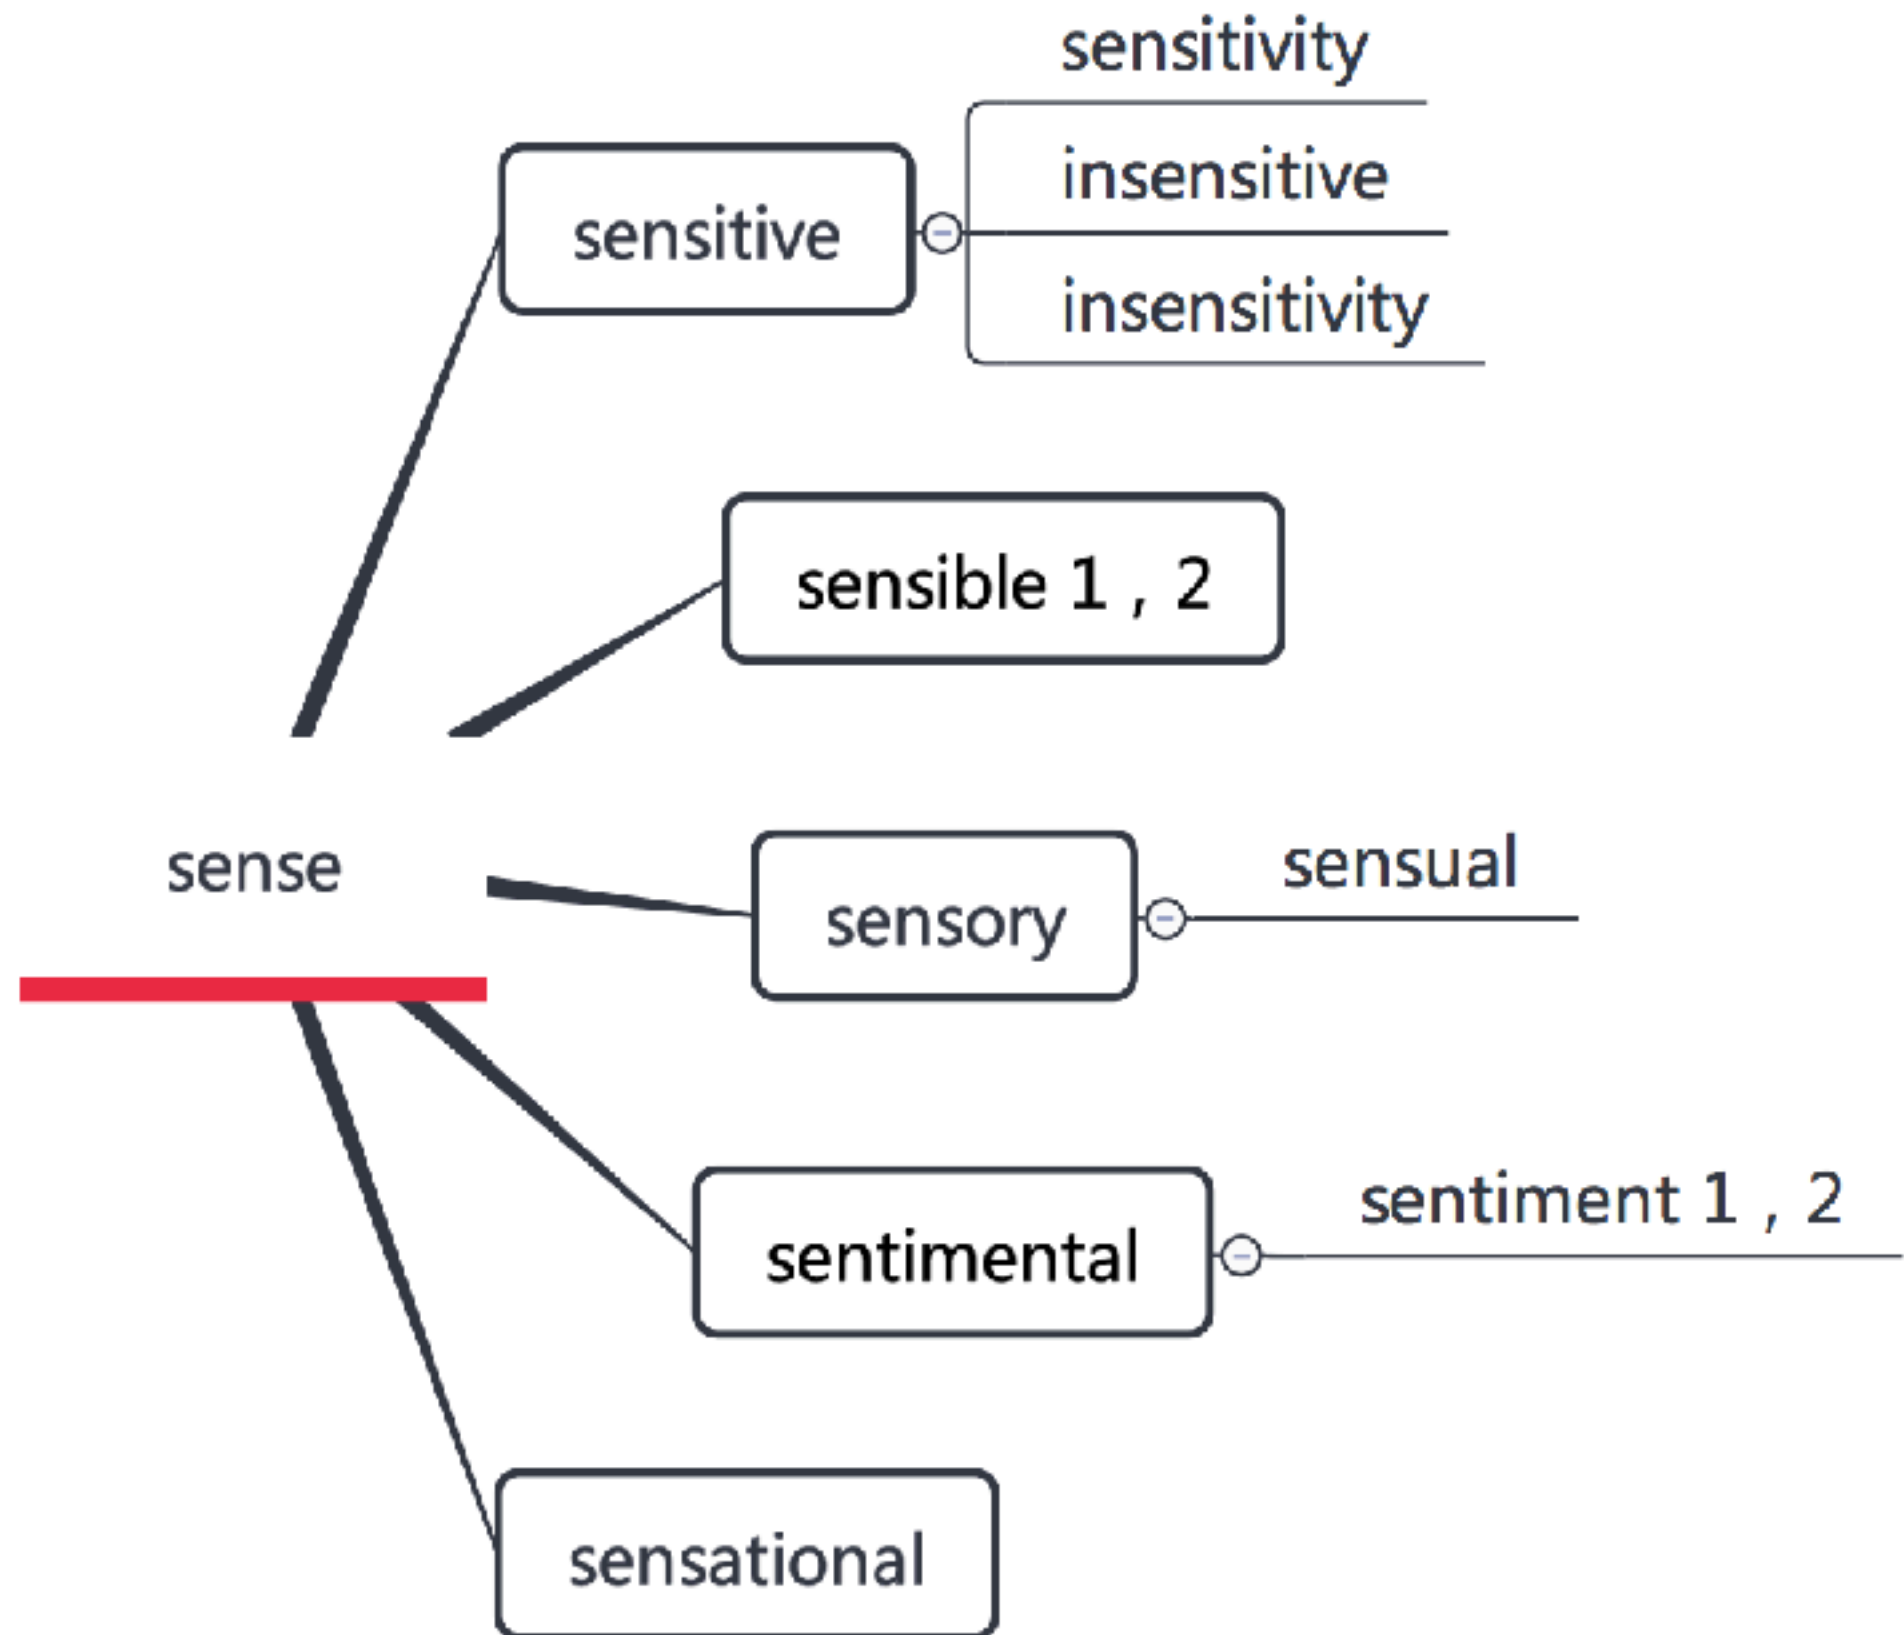 sense
sensitive
sensitivity
insensitive
insensitivity
sensible 1 , 2
sensory
sensual
sentimental
sentiment 1 , 2
sensational